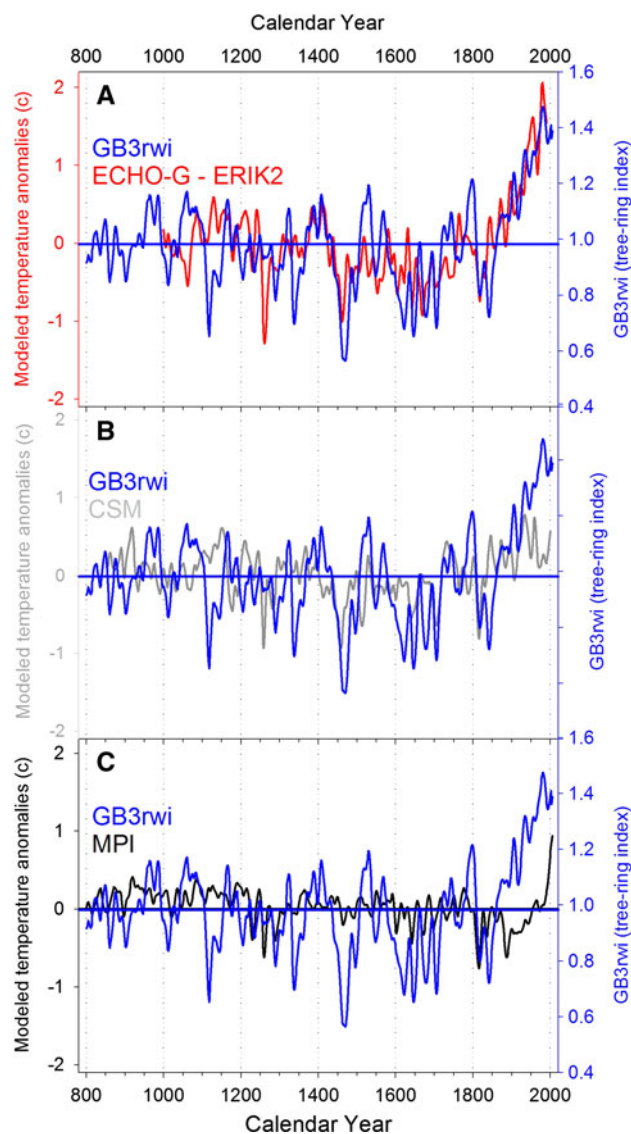 Calendar Year
800 1000 1200 1400 1600 1800 2000
A
GB3rwi
ECHO-G - ERIK2
Modeled temperature anomalies (c)
2
1
0
-1
-2
1.6
1.4
1.2
1.0
0.8
0.6
0.4
GB3rwi (tree-ring index)
B
GB3rwi
CSM
Modeled temperature anomalies (c)
2
1
0
-1
-2
GB3rwi (tree-ring index)
C
GB3rwi
MPI
Modeled temperature anomalies (c)
2
1
0
-1
-2
1.6
1.4
1.2
1.0
0.8
0.6
0.4
GB3rwi (tree-ring index)
800 1000 1200 1400 1600 1800 2000
Calendar Year